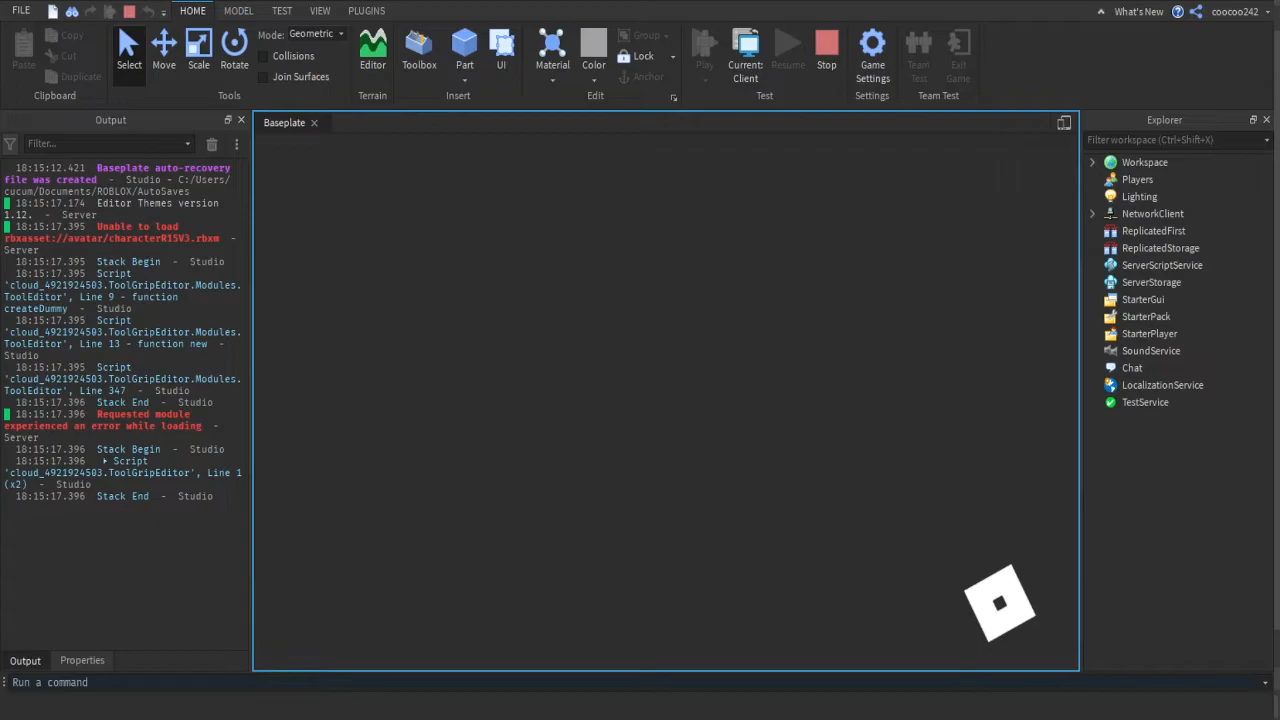 FILE
HOME
MODEL
TEST
VIEW
PLUGINS
What's New
coocoo242
Paste
Copy
Cut
Duplicate
Clipboard
Select
Move
Scale
Rotate
Mode: Geometric
Collisions
Join Surfaces
Tools
Editor
Terrain
Toolbox
Part
UI
Insert
Material
Color
Group
Lock
Anchor
Edit
Play
Current:
Client
Resume
Stop
Test
Game
Settings
Settings
Team
Test
Exit
Game
Team Test
Output
Filter...
18:15:12.421 Baseplate auto-recovery
file was created - Studio - C:/Users/
cucum/Documents/ROBLOX/AutoSaves
18:15:17.174 Editor Themes version
1.12. - Server
18:15:17.395 Unable to load
rbxasset://avatar/characterR15V3.rbxm -
Server
18:15:17.395 Stack Begin - Studio
18:15:17.395 Script
'cloud_4921924503.ToolGripEditor.Modules.
ToolEditor', Line 9 - function
createDummy - Studio
18:15:17.395 Script
'cloud_4921924503.ToolGripEditor.Modules.
ToolEditor', Line 13 - function new -
Studio
18:15:17.395 Script
'cloud_4921924503.ToolGripEditor.Modules.
ToolEditor', Line 347 - Studio
18:15:17.396 Stack End - Studio
18:15:17.396 Requested module
experienced an error while loading -
Server
18:15:17.396 Stack Begin - Studio
18:15:17.396 Script
'cloud_4921924503.ToolGripEditor', Line 1
(x2) - Studio
18:15:17.396 Stack End - Studio
Output
Properties
Run a command
Baseplate
Explorer
Filter workspace (Ctrl+Shift+X)
Workspace
Players
Lighting
NetworkClient
ReplicatedFirst
ReplicatedStorage
ServerScriptService
ServerStorage
StarterGui
StarterPack
StarterPlayer
SoundService
Chat
LocalizationService
TestService